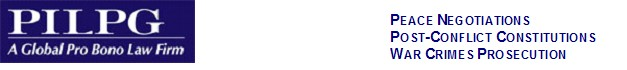 PILPG
A Global Pro Bono Law Firm
PEACE NEGOTIATIONS
POST-CONFLICT CONSTITUTIONS
WAR CRIMES PROSECUTION